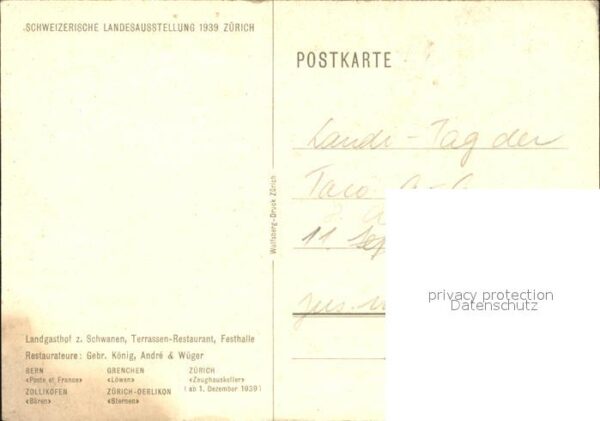 SCHWEIZERISCHE LANDESAUSSTELLUNG 1939 ZÜRICH
POSTKARTE
Landi-Tag der
Taco A-G
11. Sep
Wolfsberg-Druck Zürich
privacy protection
Datenschutz
Landgasthof z. Schwanen, Terrassen-Restaurant, Festhalle
Restaurateure: Gebr. König, André & Wüger
BERN GRENCHEN ZÜRICH
«Poste et France» «Löwen» «Zeughauskeller»
ZOLLIKOFEN ZÜRICH-OERLIKON (ab 1. Dezember 1939)
«Bären» «Sternen»